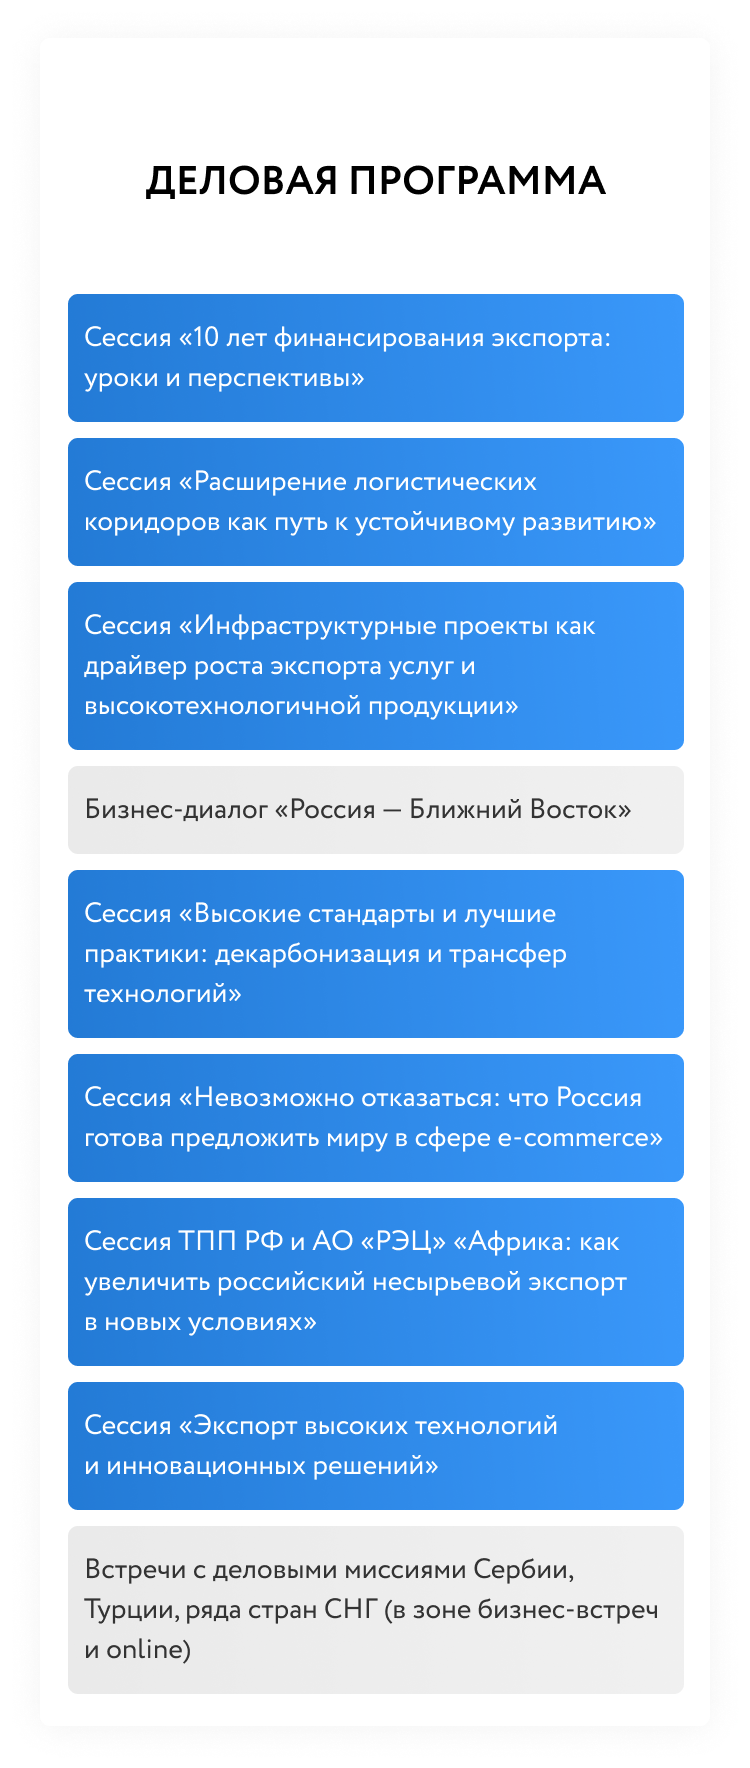 ДЕЛОВАЯ ПРОГРАММА
Сессия «10 лет финансирования экспорта:
уроки и перспективы»
Сессия «Расширение логистических
коридоров как путь к устойчивому развитию»
Сессия «Инфраструктурные проекты как
драйвер роста экспорта услуг и
высокотехнологичной продукции»
Бизнес-диалог «Россия — Ближний Восток»
Сессия «Высокие стандарты и лучшие
практики: декарбонизация и трансфер
технологий»
Сессия «Невозможно отказаться: что Россия
готова предложить миру в сфере e-commerce»
Сессия ТПП РФ и АО «РЭЦ» «Африка: как
увеличить российский несырьевой экспорт
в новых условиях»
Сессия «Экспорт высоких технологий
и инновационных решений»
Встречи с деловыми миссиями Сербии,
Турции, ряда стран СНГ (в зоне бизнес-встреч
и online)